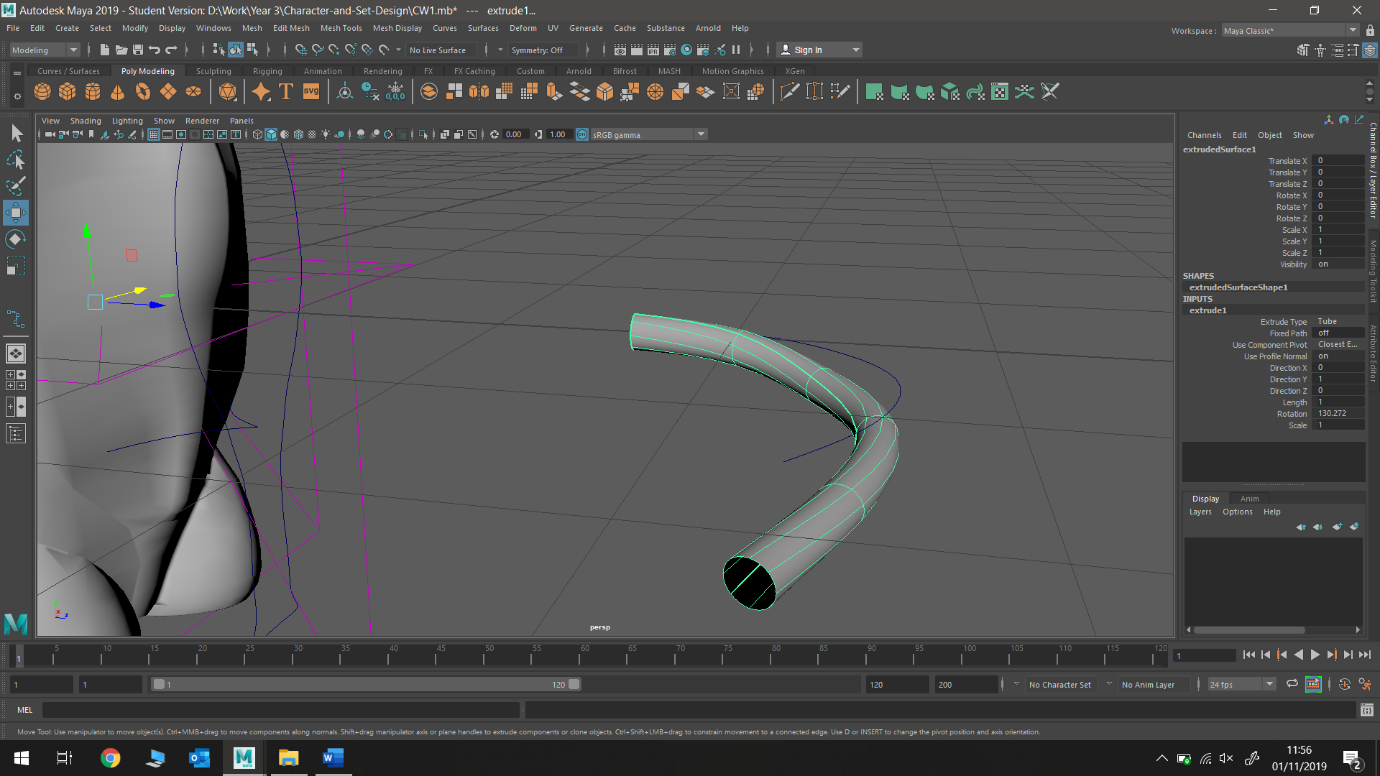 Autodesk Maya 2019 - Student Version: D:\Work\Year 3\Character-and-Set-Design\CW1.mb* --- extrude1...
File Edit Create Select Modify Display Windows Mesh Edit Mesh Mesh Tools Mesh Display Curves Surfaces Deform UV Generate Cache Substance Arnold Help
Workspace : Maya Classic*
Modeling No Live Surface Symmetry: Off Sign In
Curves / Surfaces Poly Modeling Sculpting Rigging Animation Rendering FX FX Caching Custom Arnold Bifrost MASH Motion Graphics XGen
View Shading Lighting Show Renderer Panels
0.00 1.00 sRGB gamma
Channels Edit Object Show
extrudedSurface1
Translate X 0
Translate Y 0
Translate Z 0
Rotate X 0
Rotate Y 0
Rotate Z 0
Scale X 1
Scale Y 1
Scale Z 1
Visibility on
SHAPES
extrudedSurfaceShape1
INPUTS
extrude1
Extrude Type Tube
Fixed Path off
Use Component Pivot Closest E...
Use Profile Normal on
Direction X 0
Direction Y 1
Direction Z 0
Length 1
Rotation 130.272
Scale 1
Channel Box / Layer Editor
Modeling Toolkit
Attribute Editor
Display Anim
Layers Options Help
persp
1 5 10 15 20 25 30 35 40 45 50 55 60 65 70 75 80 85 90 95 100 105 110 115 120 1
1 1 1 120 120 200 No Character Set No Anim Layer 24 fps
MEL
Move Tool: Use manipulator to move object(s). Ctrl+MMB+drag to move components along normals. Shift+drag manipulator axis or plane handles to extrude components or clone objects. Ctrl+Shift+LMB+drag to constrain movement to a connected edge. Use D or INSERT to change the pivot position and axis orientation.
11:56
01/11/2019
2